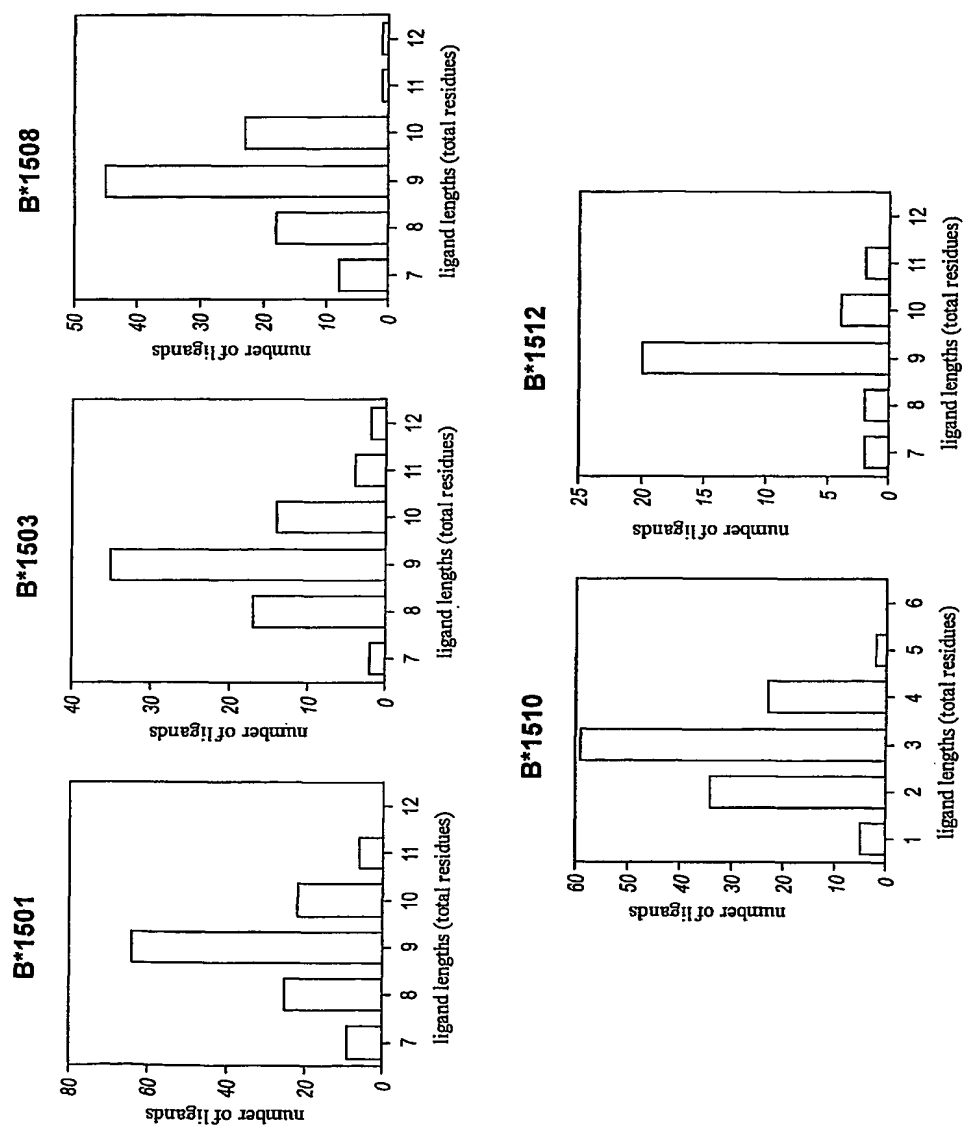 B*1501
80
60
40
20
0
number of ligands
7 8 9 10 11 12
ligand lengths (total residues)
B*1503
40
30
20
10
0
number of ligands
7 8 9 10 11 12
ligand lengths (total residues)
B*1508
50
40
30
20
10
0
number of ligands
7 8 9 10 11 12
ligand lengths (total residues)
B*1510
60
50
40
30
20
10
0
number of ligands
1 2 3 4 5 6
ligand lengths (total residues)
B*1512
25
20
15
10
5
0
number of ligands
7 8 9 10 11 12
ligand lengths (total residues)